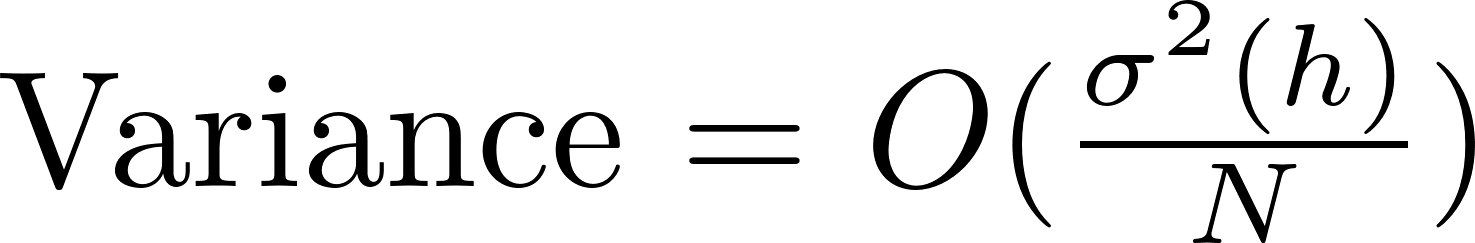 Variance = O(σ²(h)/N)